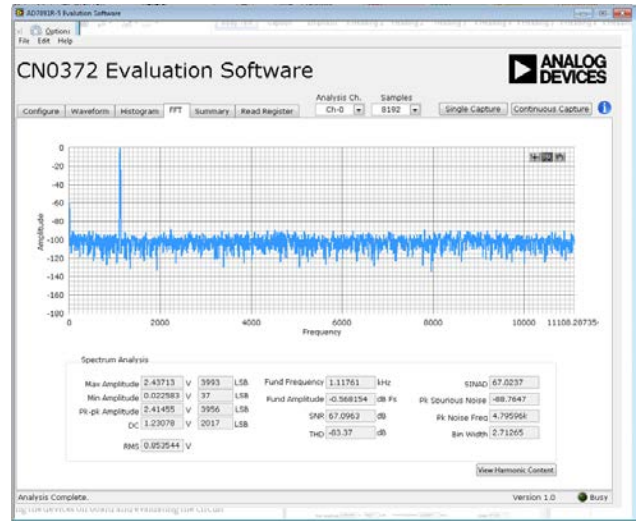 AD7091R-5 Evaluation Software
Options
File Edit Help
CN0372 Evaluation Software
ANALOG DEVICES
Analysis Ch. Samples
Configure Waveform Histogram FFT Summary Read Register Ch-0 8192 Single Capture Continuous Capture
0
-20
-40
-60
-80
-100
-120
-140
-160
-180
Amplitude
0 2000 4000 6000 8000 10000 11108.28735
Frequency
Spectrum Analysis
Max Amplitude 2.43713 V 3993 LSB Fund Frequency 1.11761 kHz SINAD 67.0237
Min Amplitude 0.022583 V 37 LSB Fund Amplitude -0.568154 dB Fs Pk Spurious Noise -88.7647
Pk-pk Amplitude 2.41455 V 3956 LSB SNR 67.0963 dB Pk Noise Freq 4.79596k
DC 1.23078 V 2017 LSB THD -83.37 dB Bin Width 2.71265
RMS 0.853544 V
View Harmonic Content
Analysis Complete. Version 1.0 Busy